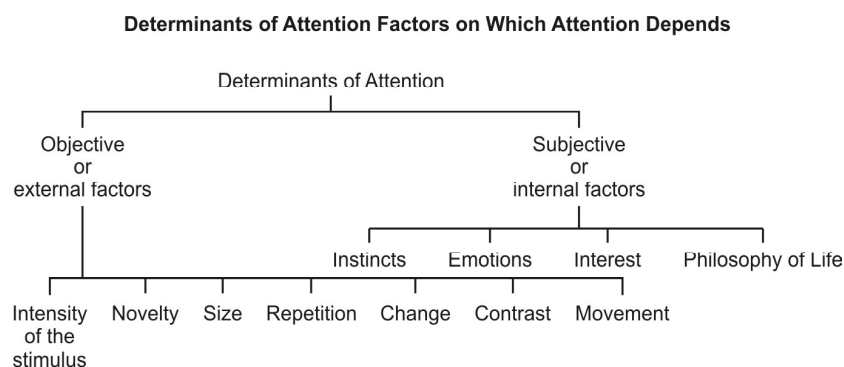 Determinants of Attention Factors on Which Attention Depends
Determinants of Attention
Objective
or
external factors
Subjective
or
internal factors
Instincts Emotions Interest Philosophy of Life
Intensity
of the
stimulus
Novelty Size Repetition Change Contrast Movement